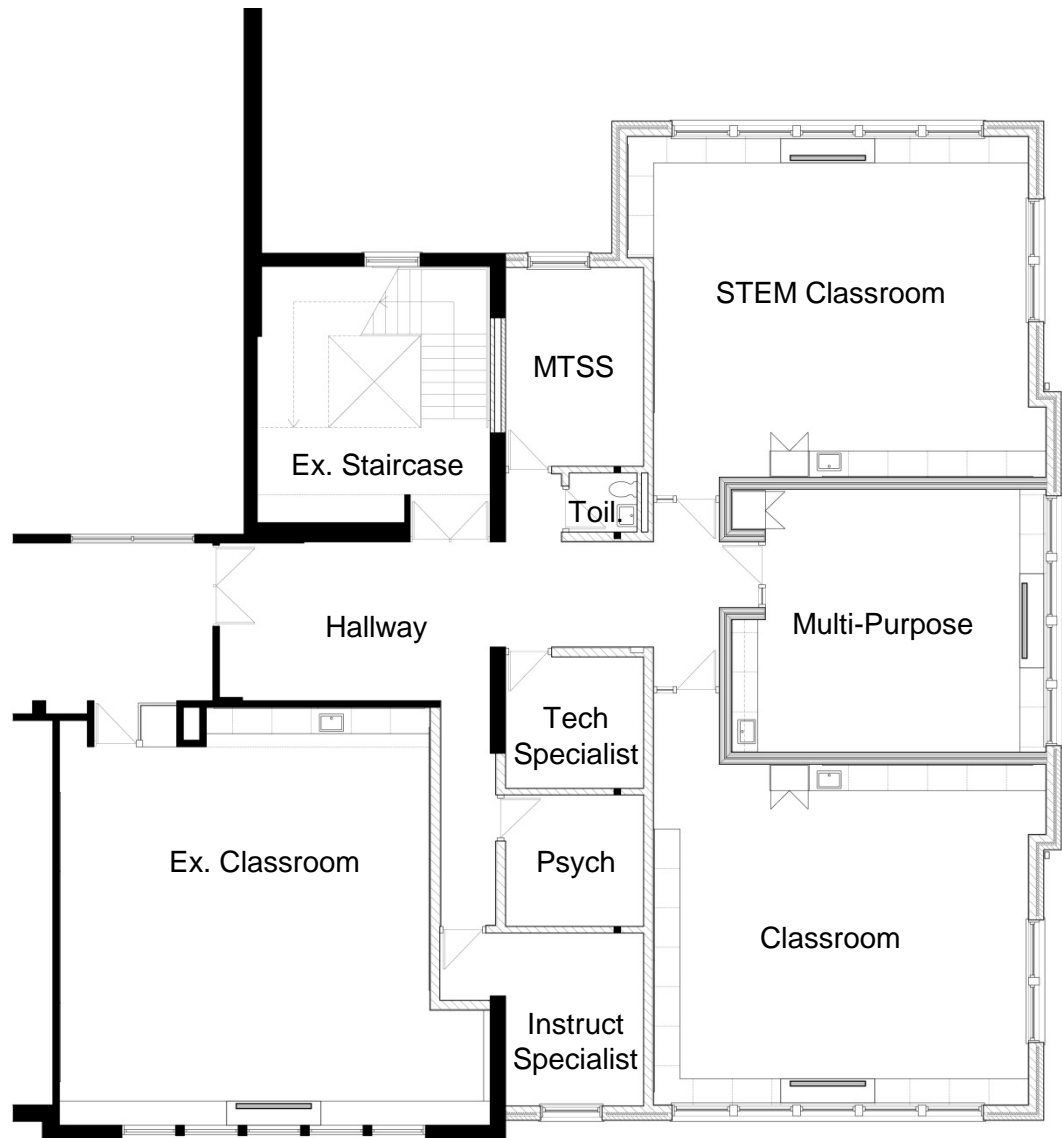 STEM Classroom
MTSS
Ex. Staircase
Toil.
Hallway
Multi-Purpose
Tech
Specialist
Ex. Classroom
Psych
Classroom
Instruct
Specialist